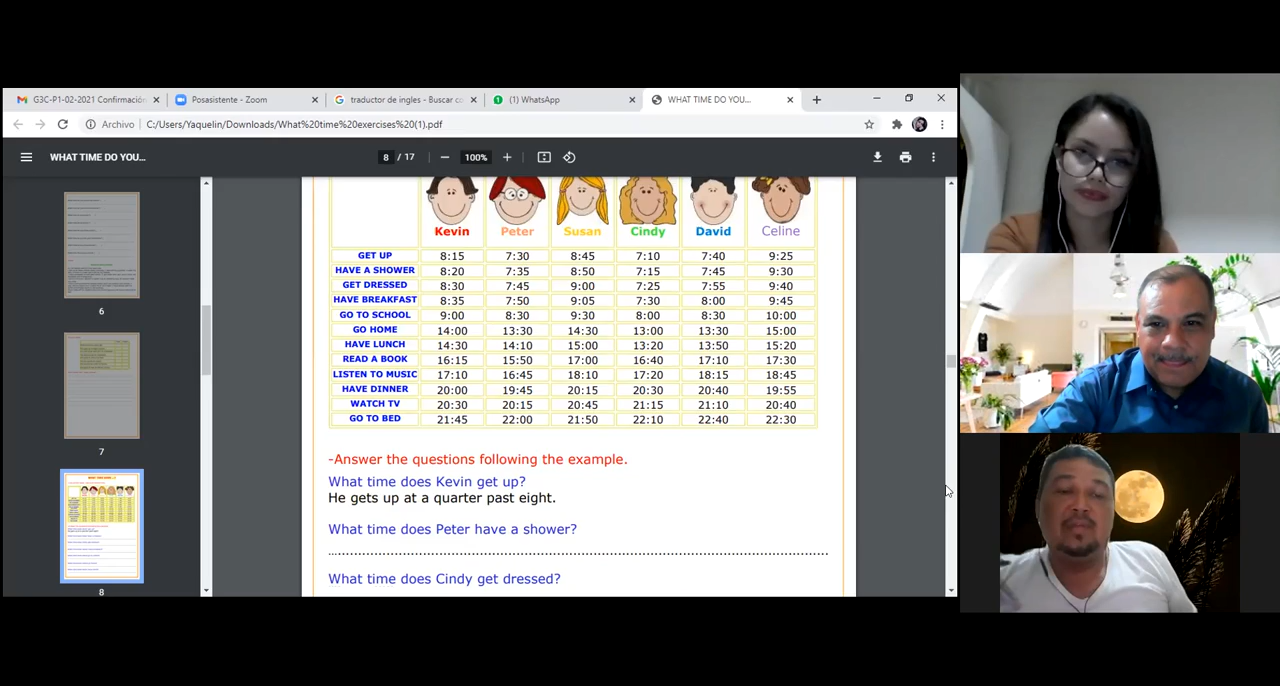 G3C-P1-02-2021 Confirmació
Posasistente - Zoom
traductor de ingles - Buscar co
(1) WhatsApp
WHAT TIME DO YOU...
Archivo C:/Users/Yaquelin/Downloads/What%20time%20exercises%20(1).pdf
WHAT TIME DO YOU...
8 / 17
100%
Kevin Peter Susan Cindy David Celine
GET UP 8:15 7:30 8:45 7:10 7:40 9:25
HAVE A SHOWER 8:20 7:35 8:50 7:15 7:45 9:30
GET DRESSED 8:30 7:45 9:00 7:25 7:55 9:40
HAVE BREAKFAST 8:35 7:50 9:05 7:30 8:00 9:45
GO TO SCHOOL 9:00 8:30 9:30 8:00 8:30 10:00
GO HOME 14:00 13:30 14:30 13:00 13:30 15:00
HAVE LUNCH 14:30 14:10 15:00 13:20 13:50 15:20
READ A BOOK 16:15 15:50 17:00 16:40 17:10 17:30
LISTEN TO MUSIC 17:10 16:45 18:10 17:20 18:15 18:45
HAVE DINNER 20:00 19:45 20:15 20:30 20:40 19:55
WATCH TV 20:30 20:15 20:45 21:15 21:10 20:40
GO TO BED 21:45 22:00 21:50 22:10 22:40 22:30
-Answer the questions following the example.
What time does Kevin get up?
He gets up at a quarter past eight.
What time does Peter have a shower?
What time does Cindy get dressed?
6
7
8